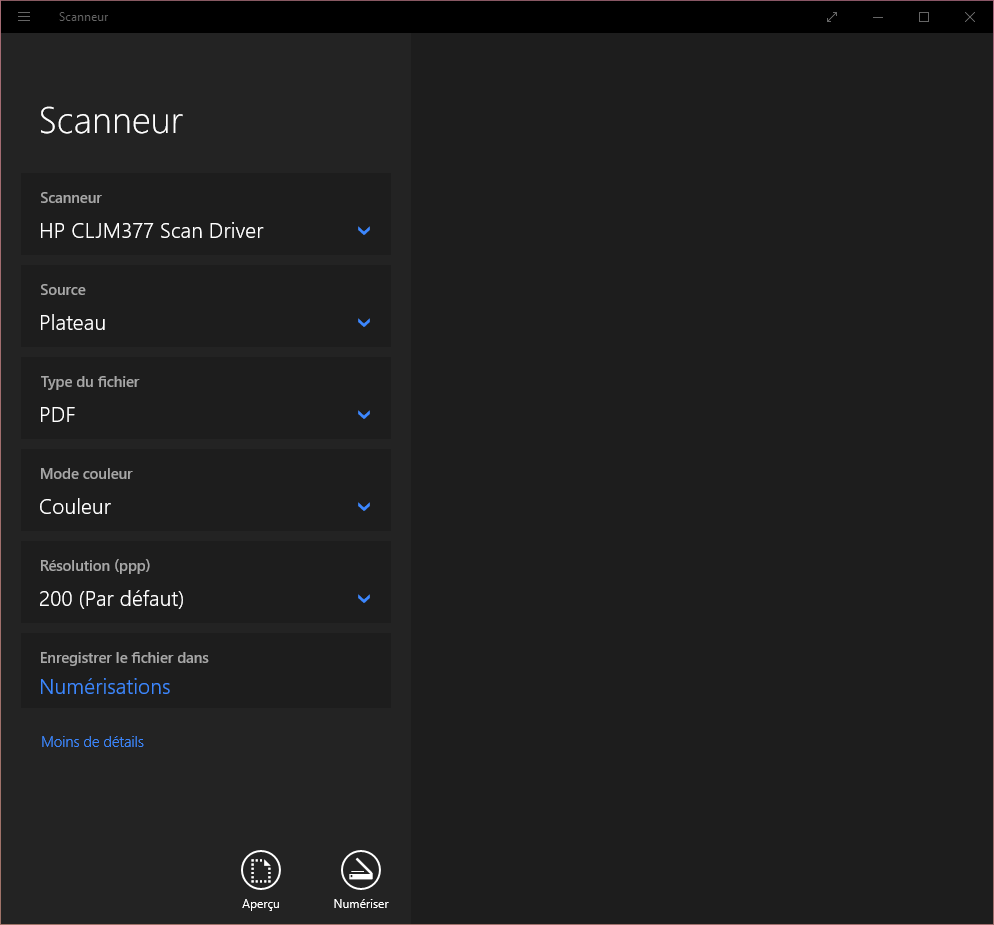 Scanneur
Scanneur
Scanneur
HP CLJM377 Scan Driver
Source
Plateau
Type du fichier
PDF
Mode couleur
Couleur
Résolution (ppp)
200 (Par défaut)
Enregistrer le fichier dans
Numérisations
Moins de détails
Aperçu
Numériser